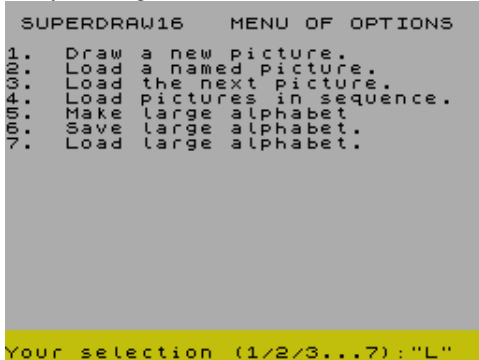 SUPERDRAW16 MENU OF OPTIONS
1. Draw a new picture.
2. Load a named picture.
3. Load the next picture.
4. Load pictures in sequence.
5. Make large alphabet
6. Save large alphabet.
7. Load large alphabet.
Your selection (1/2/3...7):"L"